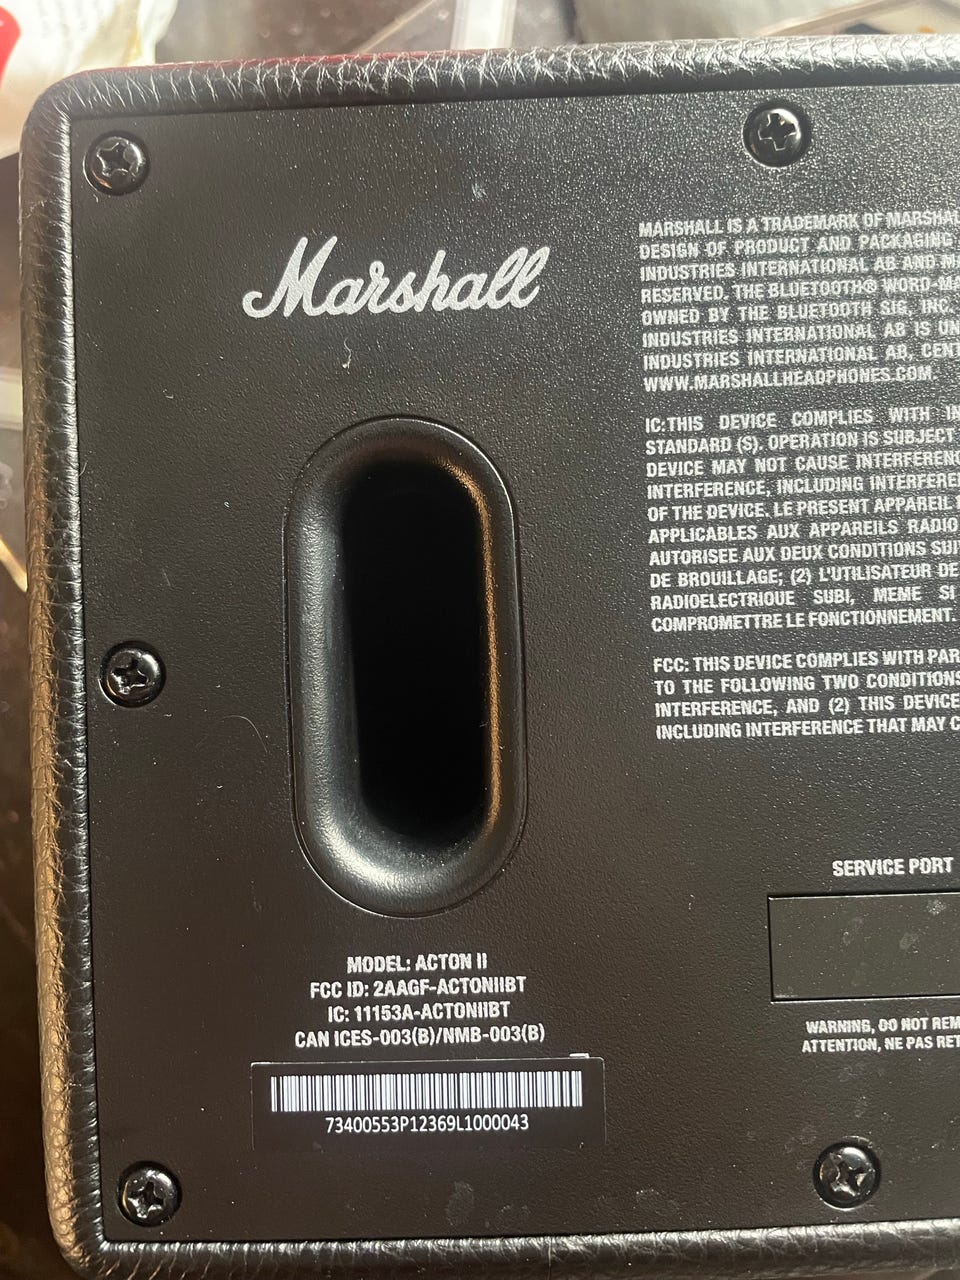 Marshall
MARSHALL IS A TRADEMARK OF
DESIGN OF PRODUCT AND PACKAGING
INDUSTRIES INTERNATIONAL AB AND
RESERVED. THE BLUETOOTH® WORD-
OWNED BY THE BLUETOOTH SIG, INC.
INDUSTRIES INTERNATIONAL AB IS
INDUSTRIES INTERNATIONAL AB,
WWW.MARSHALLHEADPHONES.COM.
IC:THIS DEVICE COMPLIES WITH
STANDARD (S). OPERATION IS SUBJECT
DEVICE MAY NOT CAUSE
INTERFERENCE, INCLUDING
OF THE DEVICE. LE PRESENT APPAREIL
APPLICABLES AUX APPAREILS RADIO
AUTORISEE AUX DEUX CONDITIONS
DE BROUILLAGE; (2) L'UTILISATEUR DE
RADIOELECTRIQUE SUBI, MEME SI
COMPROMETTRE LE FONCTIONNEMENT.
FCC: THIS DEVICE COMPLIES WITH
TO THE FOLLOWING TWO CONDITIONS
INTERFERENCE, AND (2) THIS DEVICE
INCLUDING INTERFERENCE THAT MAY
SERVICE PORT
WARNING, DO NOT
ATTENTION, NE PAS
MODEL: ACTON II
FCC ID: 2AAGF-ACTONIIBT
IC: 11153A-ACTONIIBT
CAN ICES-003(B)/NMB-003(B)
73400553P12369L1000043